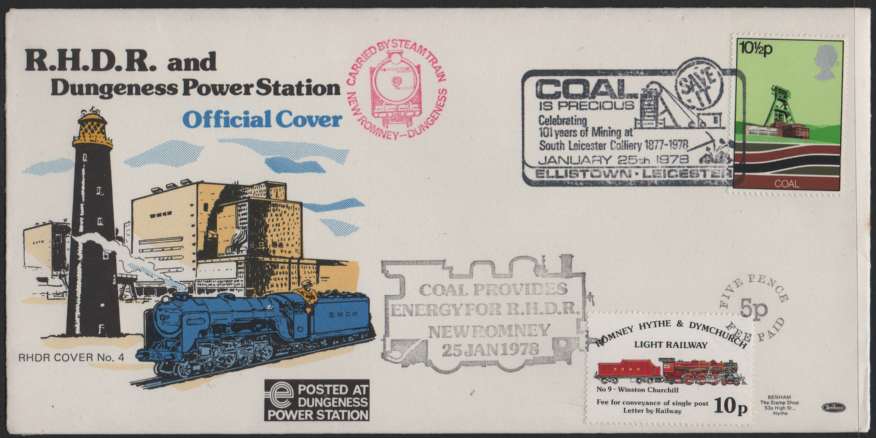 R.H.D.R. and
Dungeness Power Station
Official Cover
CARRIED BY STEAM TRAIN
NEW ROMNEY-DUNGENESS
COAL
IS PRECIOUS
SAVE IT
Celebrating
101 years of Mining at
South Leicester Colliery 1877-1978
JANUARY 25th 1978
ELLISTOWN · LEICESTER
10½p
COAL
COAL PROVIDES
ENERGY FOR R.H.D.R.
NEW ROMNEY
25 JAN 1978
FIVE PENCE
5p
FEE PAID
ROMNEY HYTHE & DYMCHURCH
LIGHT RAILWAY
No 9 - Winston Churchill
Fee for conveyance of single post
Letter by Railway
10p
RHDR COVER No. 4
POSTED AT
DUNGENESS
POWER STATION
BENHAM
The Stamp Shop
53a High St.,
Hythe